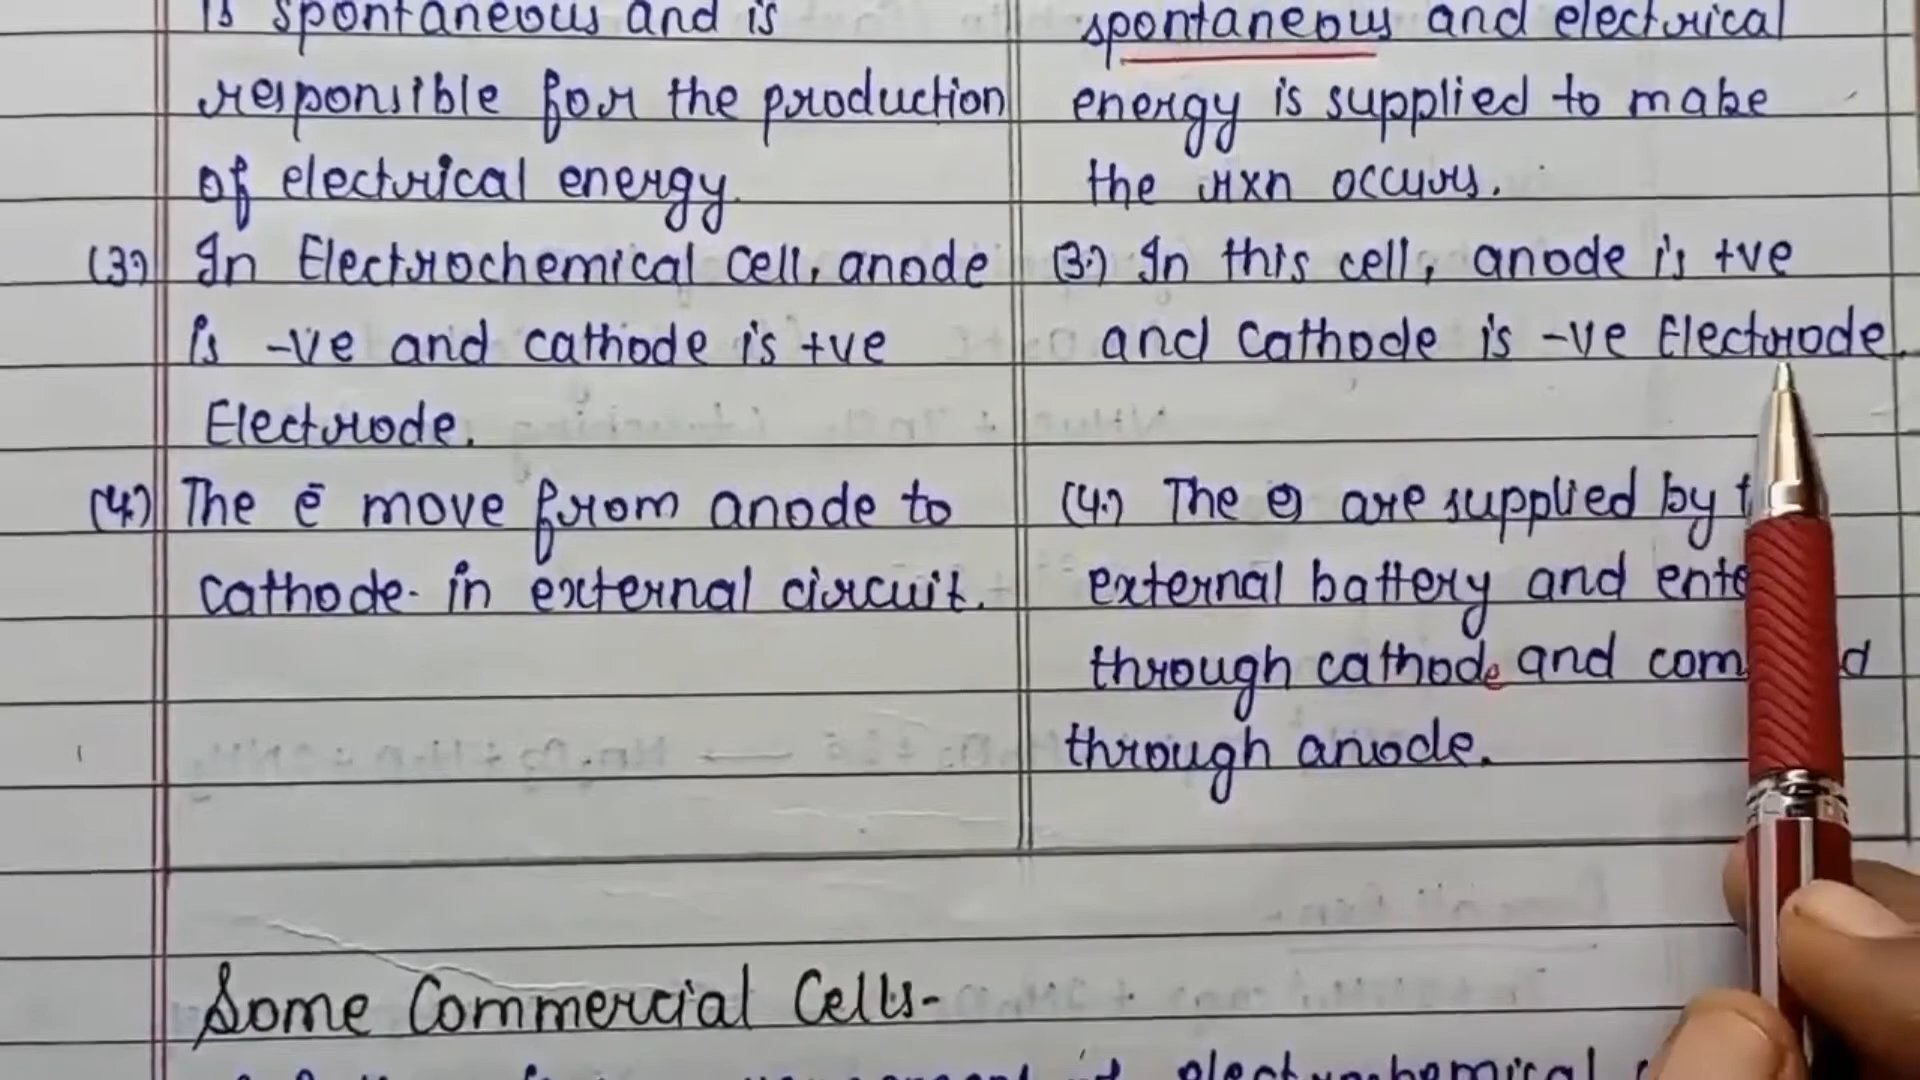 is spontaneous and is
responsible for the production
of electrical energy.
(3) In Electrochemical Cell, anode
is -ve and cathode is +ve
Electrode.
(4.) The e̅ move from anode to
cathode. in external circuit.
spontaneous and electrical
energy is supplied to make
the rxn occurs.
(3.) In this cell, anode is +ve
and Cathode is -ve Electrode.
(4.) The are supplied by
external battery and
through cathode and
through anode.
Some Commercial Cells-
electrochemical